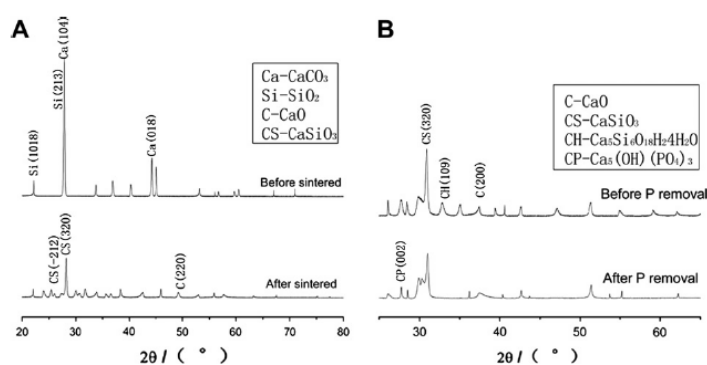 A
Si(1018)
Si(213)
Ca(104)
Ca(018)
Ca-CaCO₃
Si-SiO₂
C-CaO
CS-CaSiO₃
Before sintered
CS(-212)
CS(320)
C(220)
After sintered
20 30 40 50 60 70 80
2θ / ( ° )
B
CS(320)
CH(109)
C(200)
C-CaO
CS-CaSiO₃
CH-Ca₅Si₆O₁₈H₂4H₂O
CP-Ca₅(OH)(PO₄)₃
Before P removal
CP(002)
After P removal
30 40 50 60
2θ / ( ° )